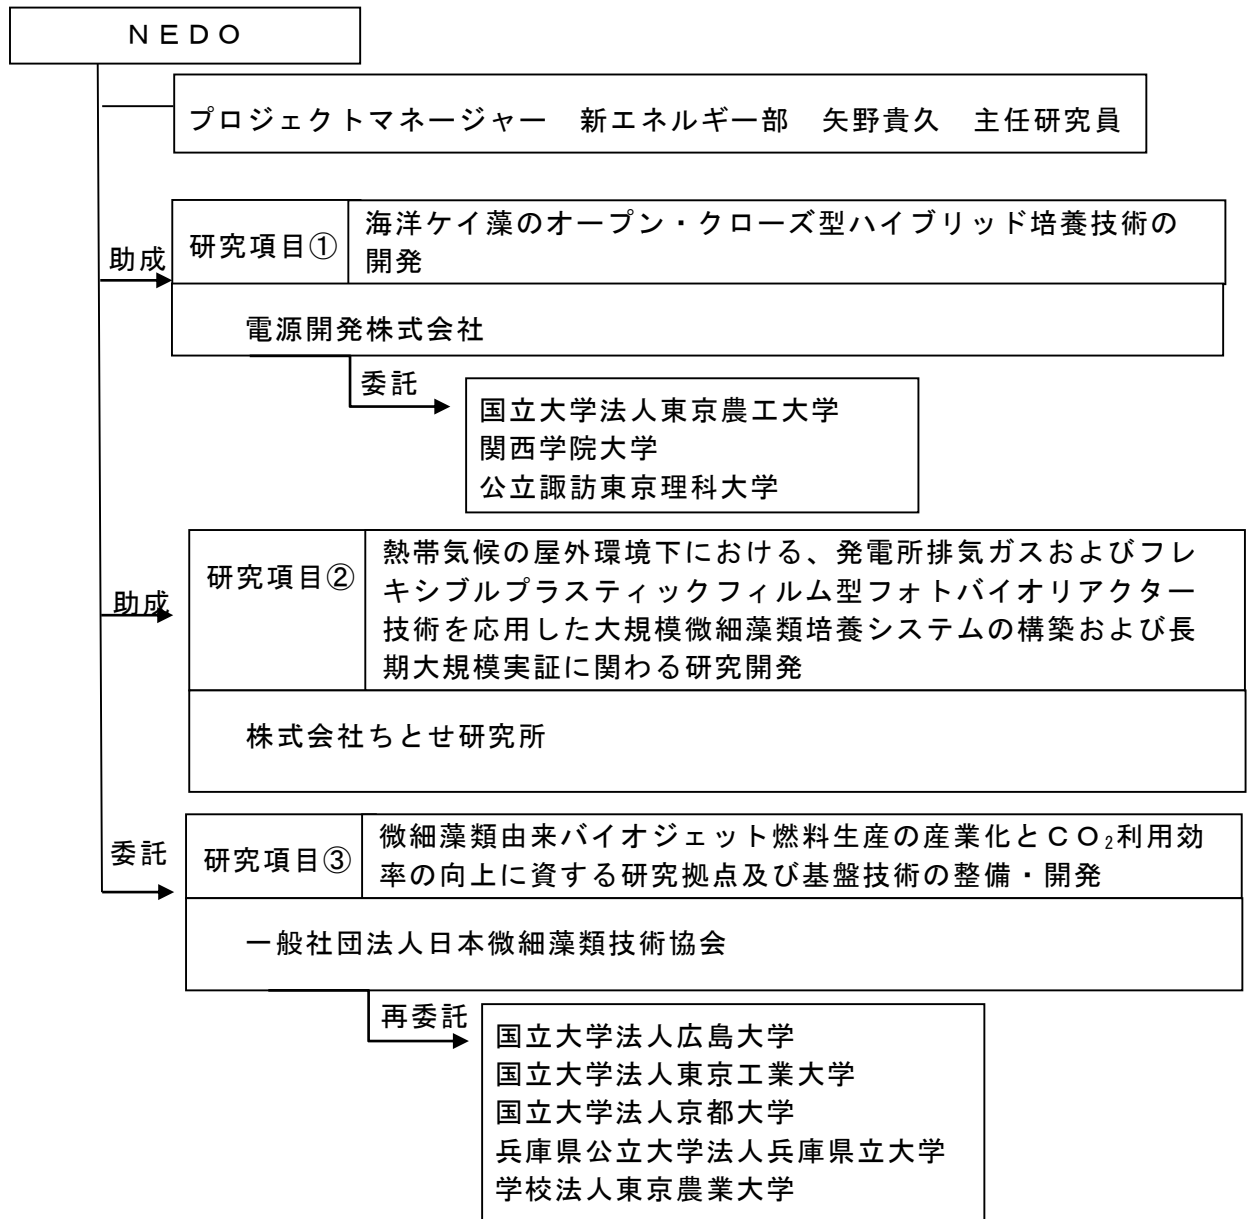 ＮＥＤＯ
プロジェクトマネージャー　新エネルギー部　矢野貴久　主任研究員
助成
研究項目①
海洋ケイ藻のオープン・クローズ型ハイブリッド培養技術の
開発
電源開発株式会社
委託
国立大学法人東京農工大学
関西学院大学
公立諏訪東京理科大学
助成
研究項目②
熱帯気候の屋外環境下における、発電所排気ガスおよびフレ
キシブルプラスティックフィルム型フォトバイオリアクター
技術を応用した大規模微細藻類培養システムの構築および長
期大規模実証に関わる研究開発
株式会社ちとせ研究所
委託
研究項目③
微細藻類由来バイオジェット燃料生産の産業化とＣＯ₂利用効
率の向上に資する研究拠点及び基盤技術の整備・開発
一般社団法人日本微細藻類技術協会
再委託
国立大学法人広島大学
国立大学法人東京工業大学
国立大学法人京都大学
兵庫県公立大学法人兵庫県立大学
学校法人東京農業大学